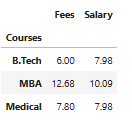 Fees Salary
Courses
B.Tech 6.00 7.98
MBA 12.68 10.09
Medical 7.80 7.98